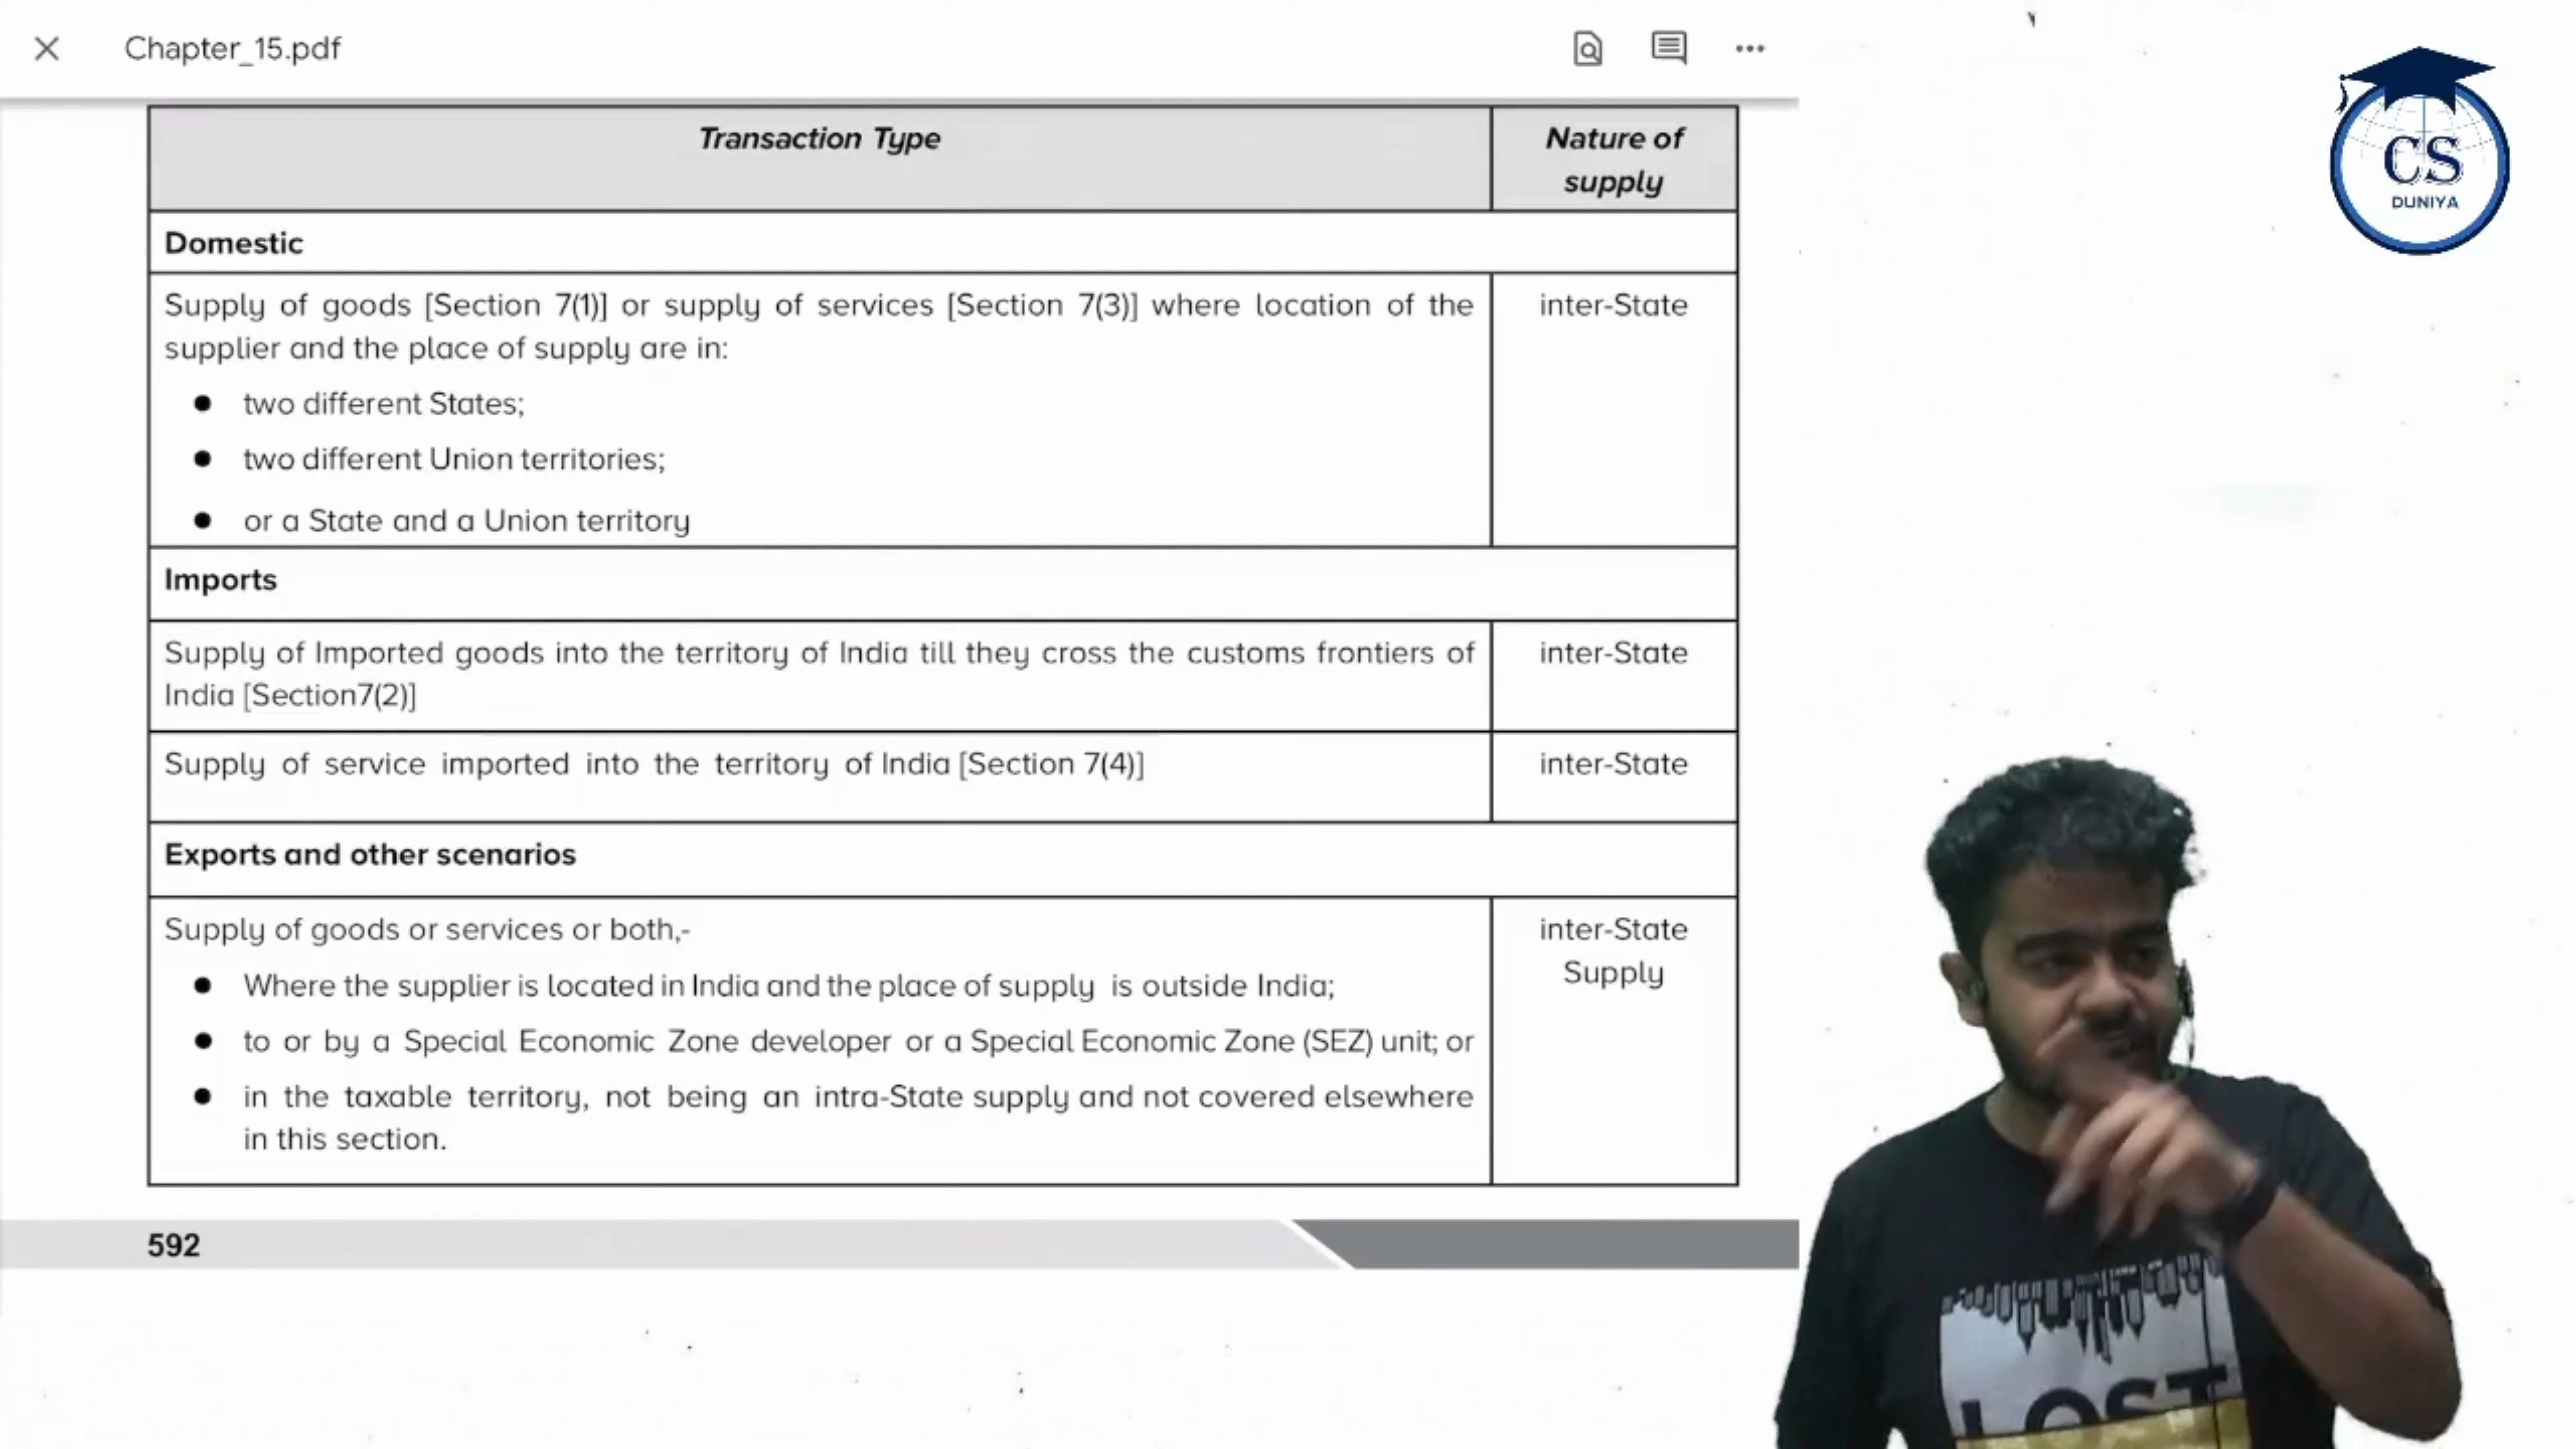 Chapter_15.pdf
CS
DUNIYA
Transaction Type
Nature of
supply
Domestic
Supply of goods [Section 7(1)] or supply of services [Section 7(3)] where location of the
supplier and the place of supply are in:
● two different States;
● two different Union territories;
● or a State and a Union territory
inter-State
Imports
Supply of Imported goods into the territory of India till they cross the customs frontiers of
India [Section7(2)]
inter-State
Supply of service imported into the territory of India [Section 7(4)]
inter-State
Exports and other scenarios
Supply of goods or services or both,-
● Where the supplier is located in India and the place of supply is outside India;
● to or by a Special Economic Zone developer or a Special Economic Zone (SEZ) unit; or
● in the taxable territory, not being an intra-State supply and not covered elsewhere
in this section.
inter-State
Supply
592
LOST